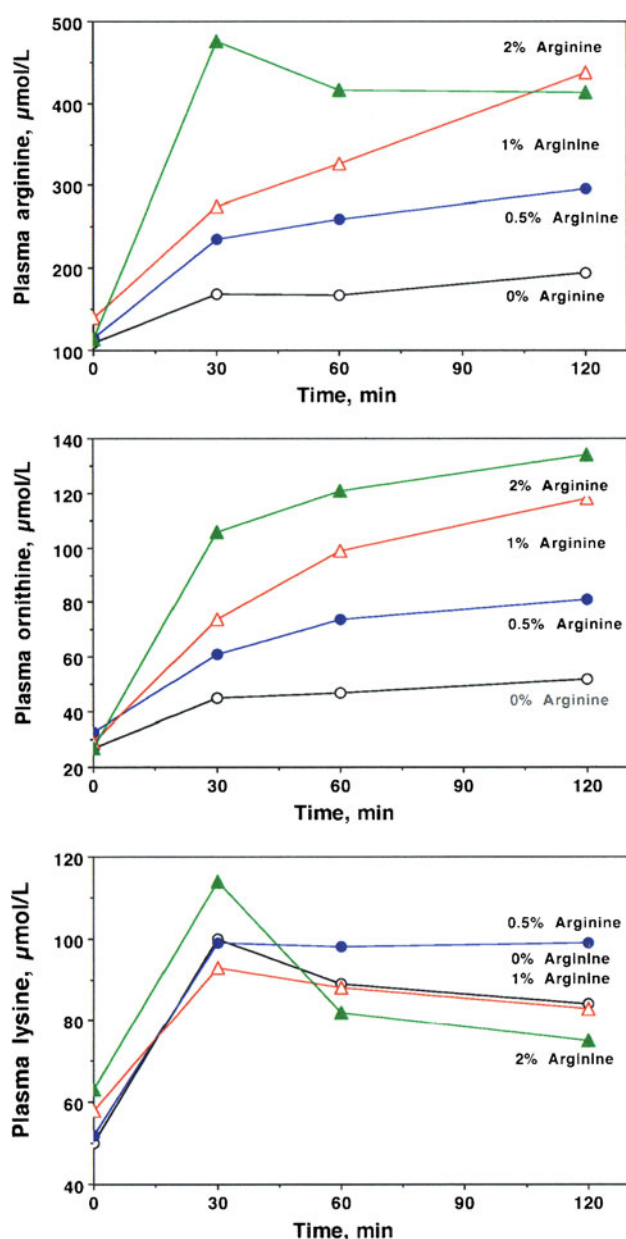 500
400
300
200
100
Plasma arginine, µmol/L
2% Arginine
1% Arginine
0.5% Arginine
0% Arginine
0
30
60
90
120
Time, min
140
120
100
80
60
40
20
Plasma ornithine, µmol/L
2% Arginine
1% Arginine
0.5% Arginine
0% Arginine
0
30
60
90
120
Time, min
120
100
80
60
40
Plasma lysine, µmol/L
0.5% Arginine
0% Arginine
1% Arginine
2% Arginine
0
30
60
90
120
Time, min